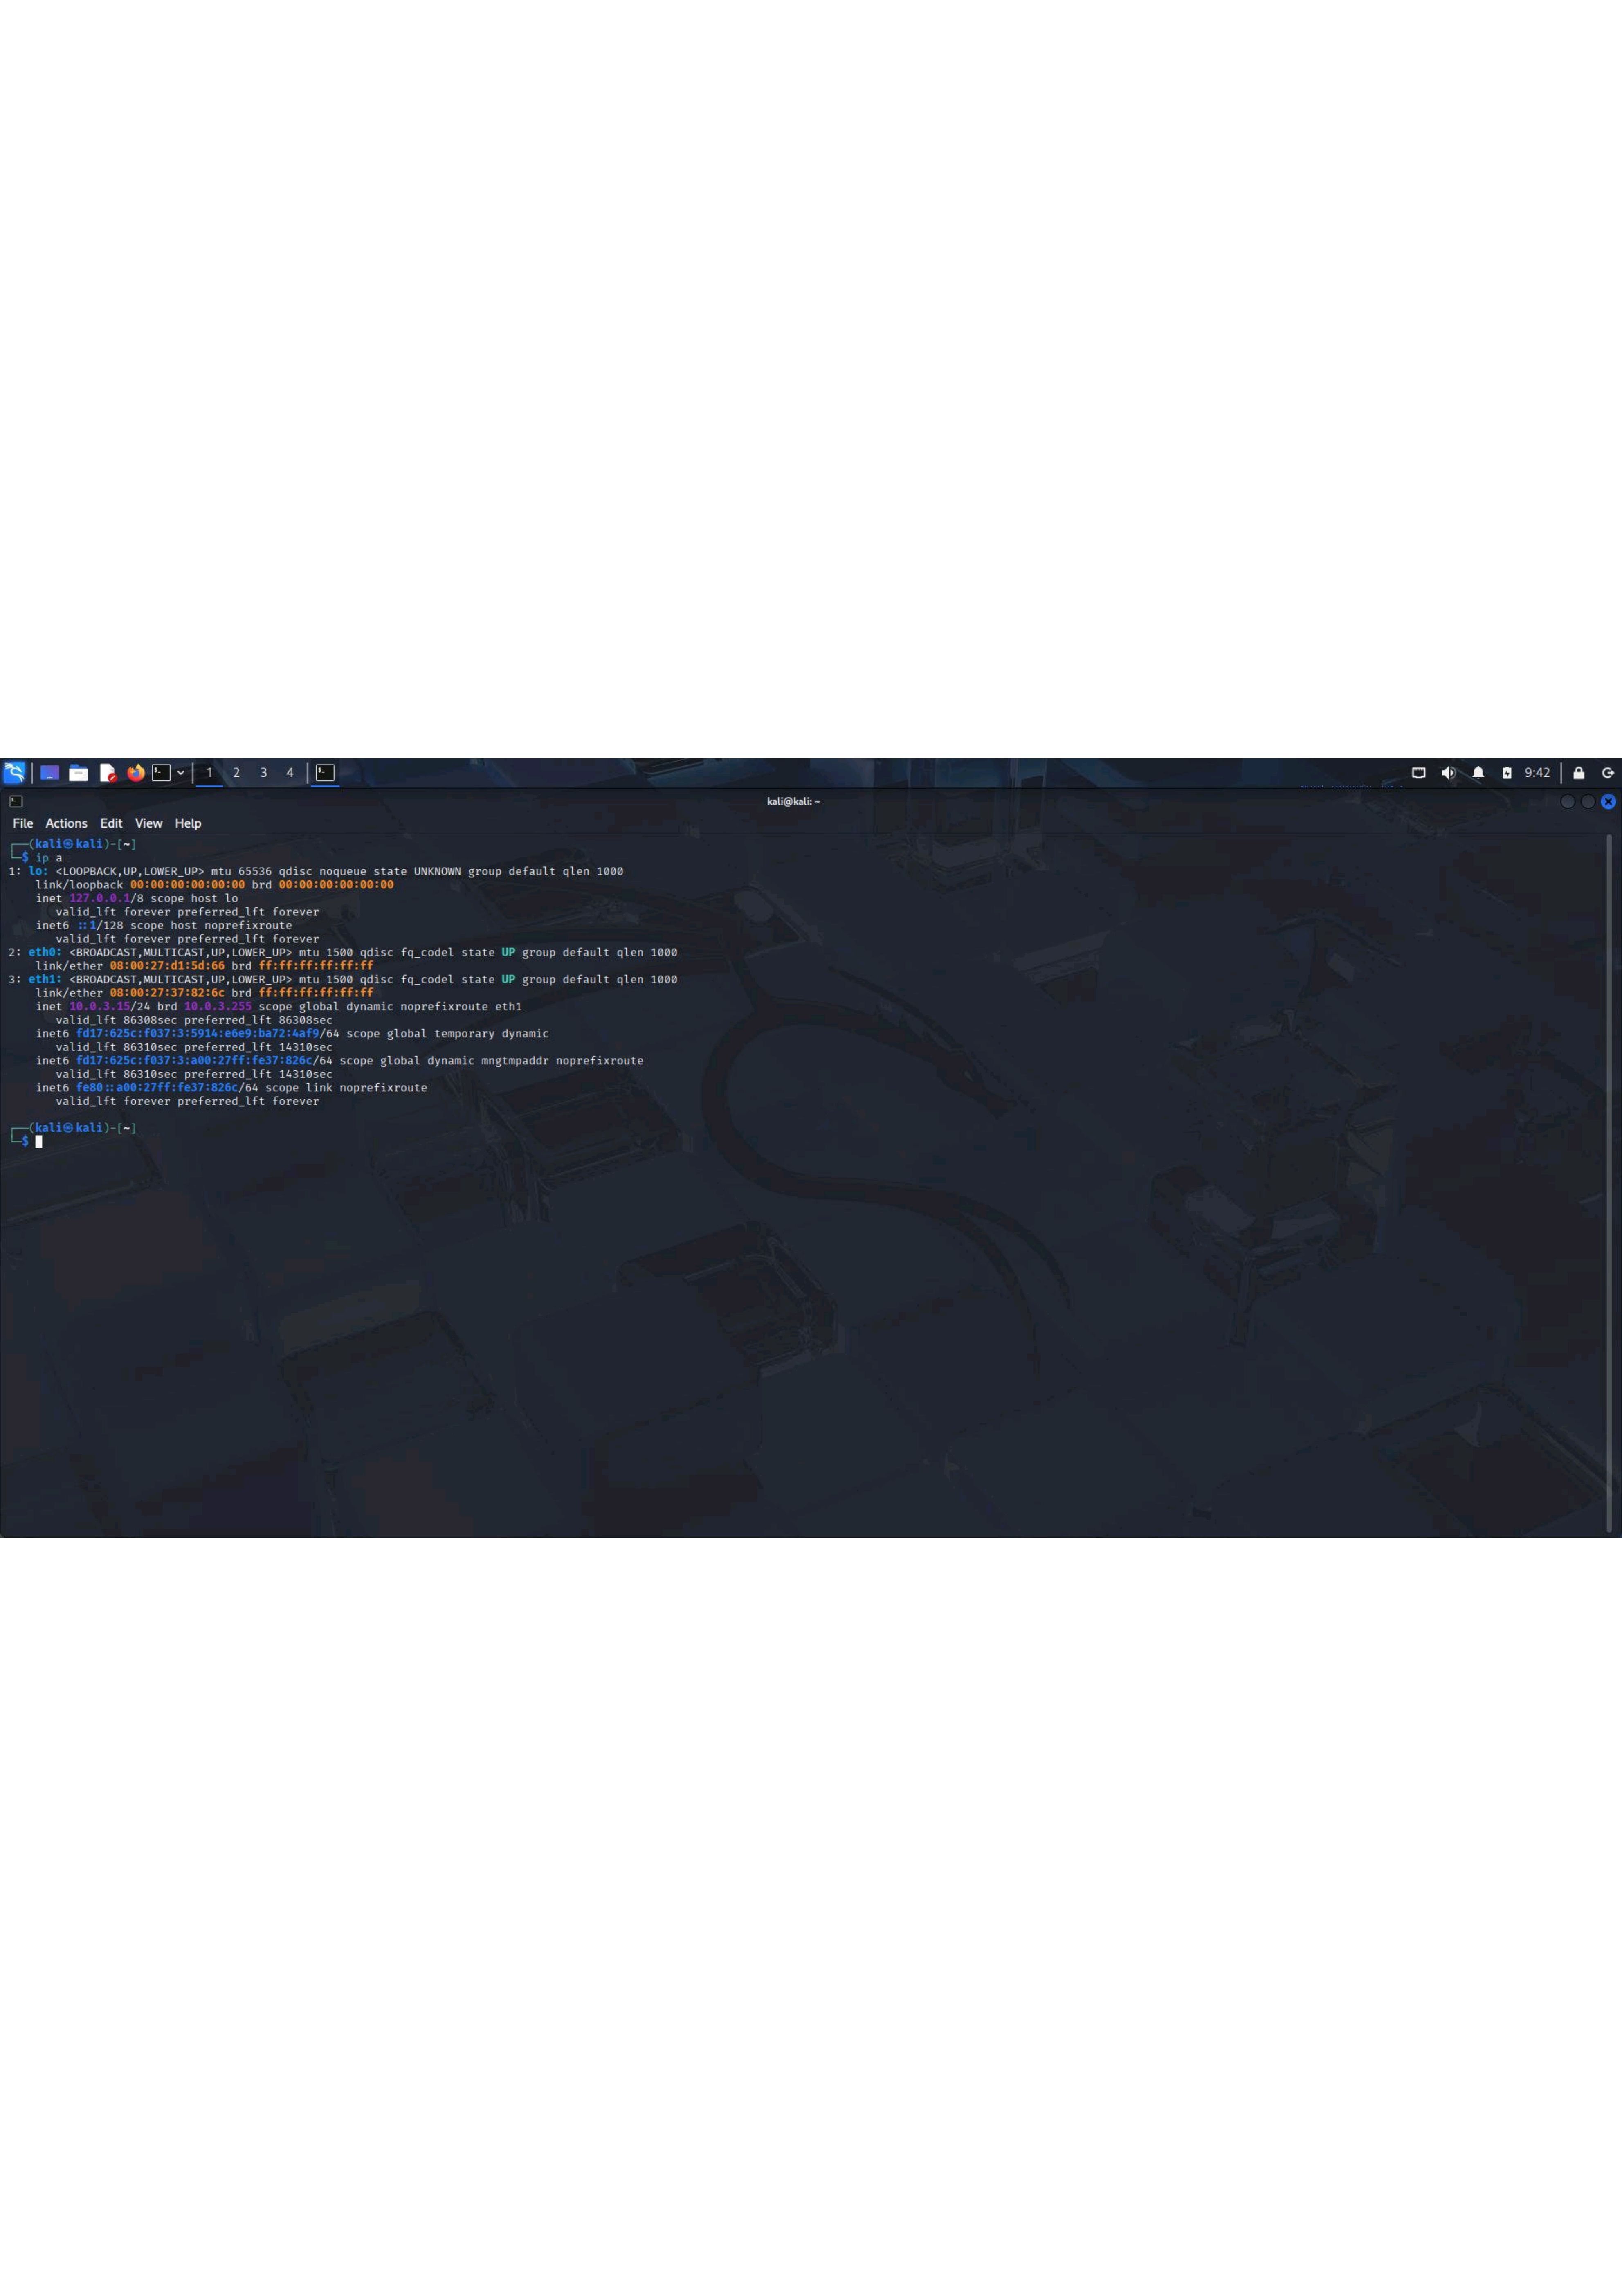 1 2 3 4 9:42
kali@kali: ~
File Actions Edit View Help
┌──(kali㉿kali)-[~]
└─$ ip a
1: lo: <LOOPBACK,UP,LOWER_UP> mtu 65536 qdisc noqueue state UNKNOWN group default qlen 1000
    link/loopback 00:00:00:00:00:00 brd 00:00:00:00:00:00
    inet 127.0.0.1/8 scope host lo
       valid_lft forever preferred_lft forever
    inet6 ::1/128 scope host noprefixroute
       valid_lft forever preferred_lft forever
2: eth0: <BROADCAST,MULTICAST,UP,LOWER_UP> mtu 1500 qdisc fq_codel state UP group default qlen 1000
    link/ether 08:00:27:d1:5d:66 brd ff:ff:ff:ff:ff:ff
3: eth1: <BROADCAST,MULTICAST,UP,LOWER_UP> mtu 1500 qdisc fq_codel state UP group default qlen 1000
    link/ether 08:00:27:37:82:6c brd ff:ff:ff:ff:ff:ff
    inet 10.0.3.15/24 brd 10.0.3.255 scope global dynamic noprefixroute eth1
       valid_lft 86308sec preferred_lft 86308sec
    inet6 fd17:625c:f037:3:5914:e6e9:ba72:4af9/64 scope global temporary dynamic
       valid_lft 86310sec preferred_lft 14310sec
    inet6 fd17:625c:f037:3:a00:27ff:fe37:826c/64 scope global dynamic mngtmpaddr noprefixroute
       valid_lft 86310sec preferred_lft 14310sec
    inet6 fe80::a00:27ff:fe37:826c/64 scope link noprefixroute
       valid_lft forever preferred_lft forever
┌──(kali㉿kali)-[~]
└─$